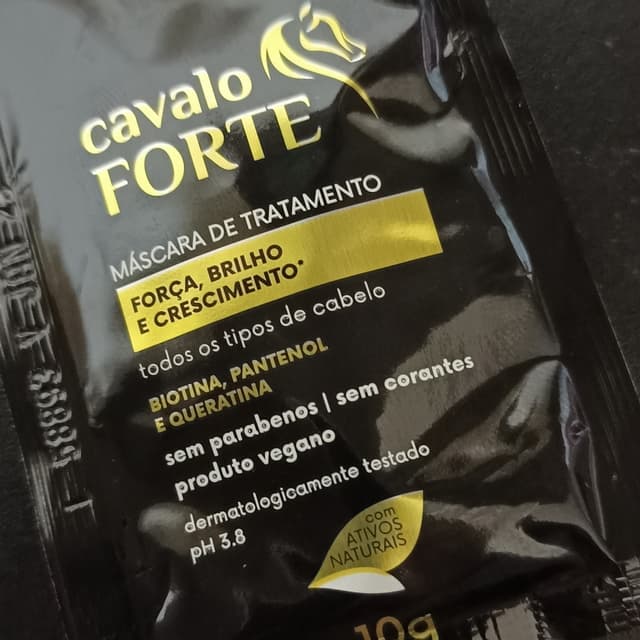 cavalo
FORTE
MÁSCARA DE TRATAMENTO
FORÇA, BRILHO
E CRESCIMENTO*
todos os tipos de cabelo
BIOTINA, PANTENOL
E QUERATINA
sem parabenos | sem corantes
produto vegano
dermatologicamente testado
pH 3.8
com
ATIVOS
NATURAIS
10g